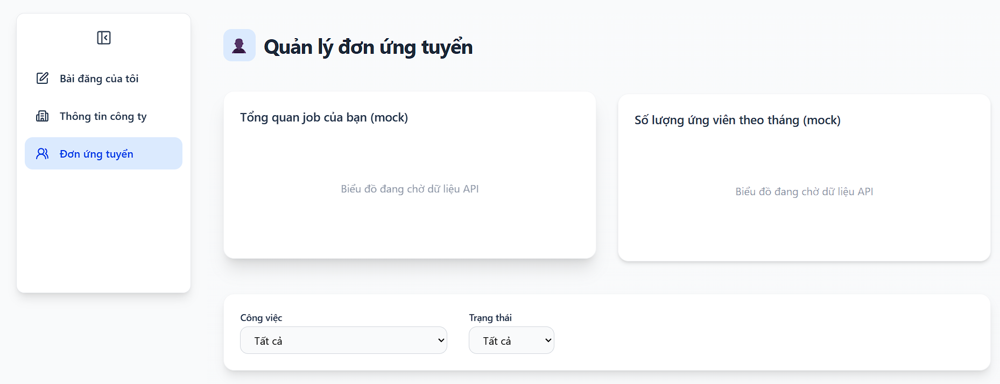 Bài đăng của tôi
Thông tin công ty
Đơn ứng tuyển
Quản lý đơn ứng tuyển
Tổng quan job của bạn (mock)
Biểu đồ đang chờ dữ liệu API
Số lượng ứng viên theo tháng (mock)
Biểu đồ đang chờ dữ liệu API
Công việc
Tất cả
Trạng thái
Tất cả